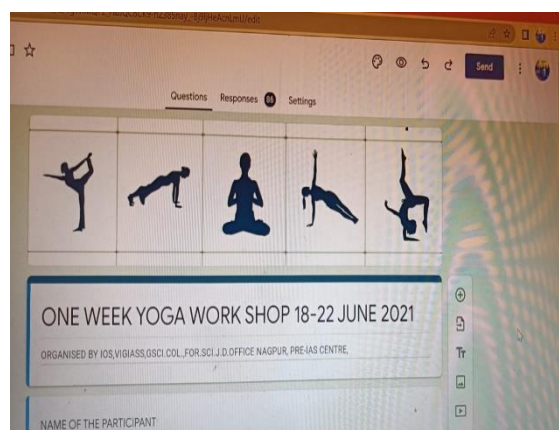 Send
Questions Responses Settings
ONE WEEK YOGA WORK SHOP 18-22 JUNE 2021
ORGANISED BY IOS,VIGIASS,GSCI.COL.,FOR.SCI.J.D.OFFICE NAGPUR, PRE-IAS CENTRE,
NAME OF THE PARTICIPANT
Tт